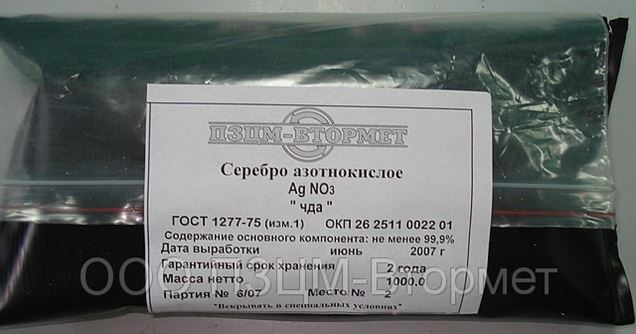 ПЗЦМ-ВТОРМЕТ
Серебро азотнокислое
Ag NO3
" чда "
ГОСТ 1277-75 (изм.1) ОКП 26 2511 0022 01
Содержание основного компонента: не менее 99,9%
Дата выработки июнь 2007 г
Гарантийный срок хранения 2 года
Масса нетто 1000,0
Партия № 6/07 Место № 2
"Вскрывать в специальных условиях"
ООО ПЗЦМ-Втормет